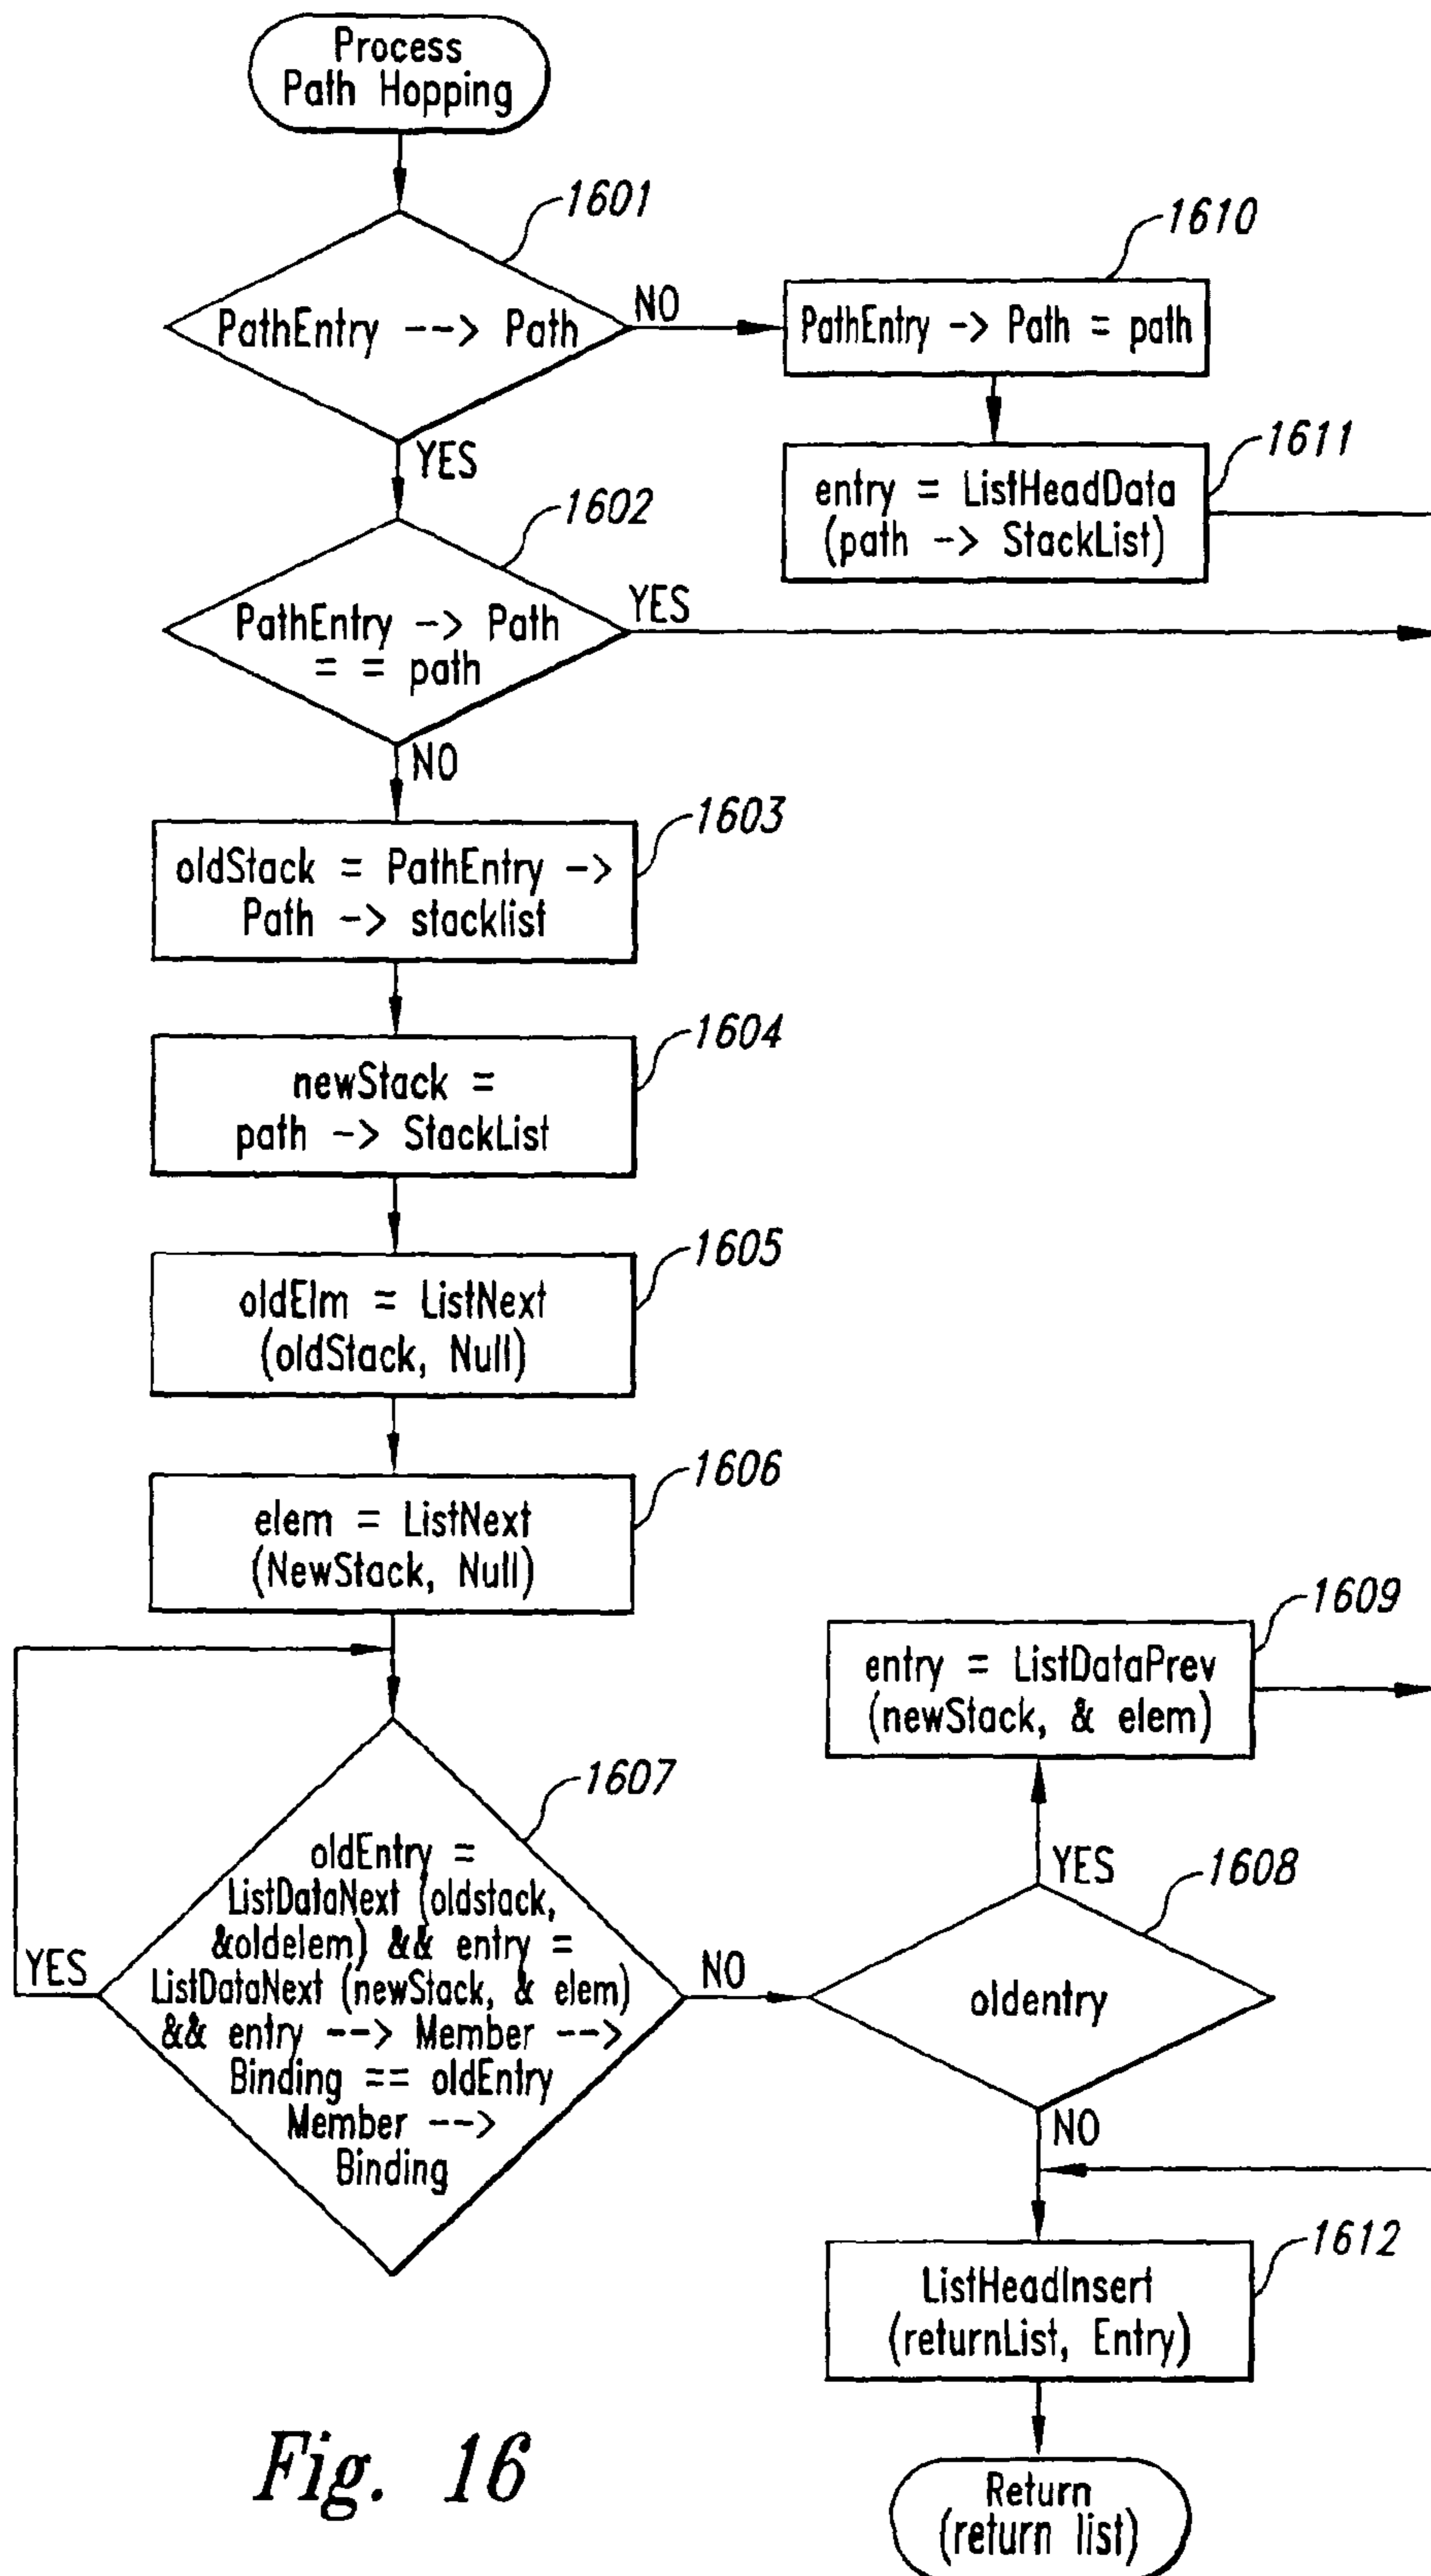 Process
Path Hopping
1601
PathEntry --> Path
NO
YES
1610
PathEntry -> Path = path
1611
entry = ListHeadData
(path -> StackList)
1602
PathEntry -> Path
= = path
YES
NO
1603
oldStack = PathEntry ->
Path -> stacklist
1604
newStack =
path -> StackList
1605
oldElm = ListNext
(oldStack, Null)
1606
elem = ListNext
(NewStack, Null)
1607
oldEntry =
ListDataNext (oldstack,
&oldelem) && entry =
ListDataNext (newStack, & elem)
&& entry --> Member -->
Binding == oldEntry
Member -->
Binding
YES
NO
1609
entry = ListDataPrev
(newStack, & elem)
YES
1608
oldentry
NO
1612
ListHeadInsert
(returnList, Entry)
Return
(return list)
Fig. 16